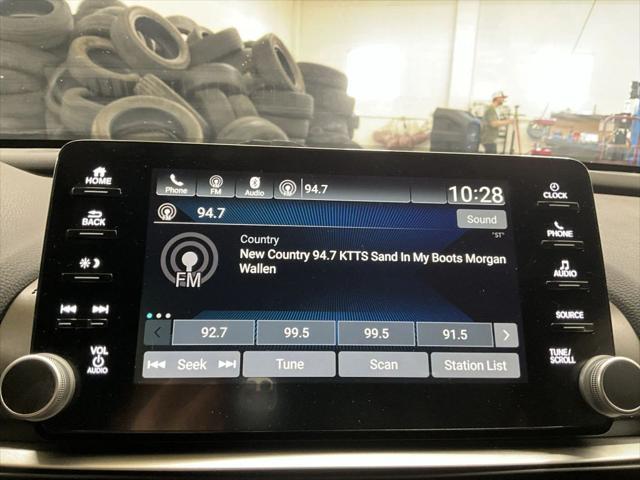 HOME
BACK
VOL
AUDIO
Phone
FM
Audio
94.7
10:28
94.7
Sound
"ST"
Country
New Country 94.7 KTTS Sand In My Boots Morgan
Wallen
FM
92.7
99.5
99.5
91.5
Seek
Tune
Scan
Station List
CLOCK
PHONE
AUDIO
SOURCE
TUNE/
SCROLL